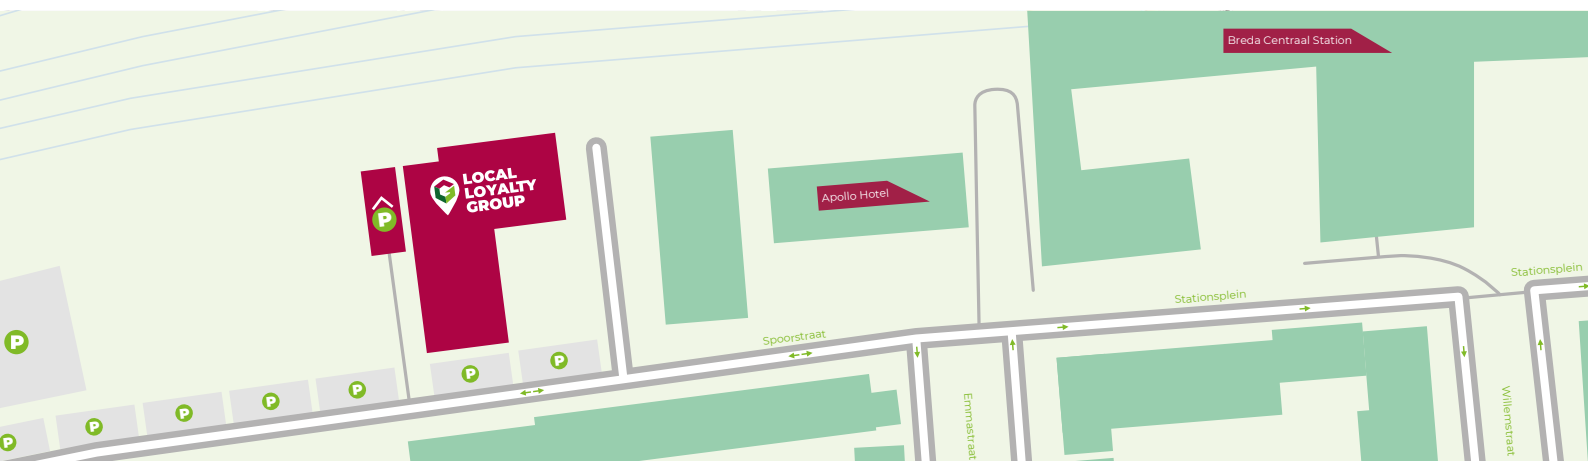 Breda Centraal Station
LOCAL
LOYALTY
GROUP
P
Apollo Hotel
Stationsplein
Stationsplein
Spoorstraat
P
P
P
P
P
P
P
P
Emmastraat
Willemstraat